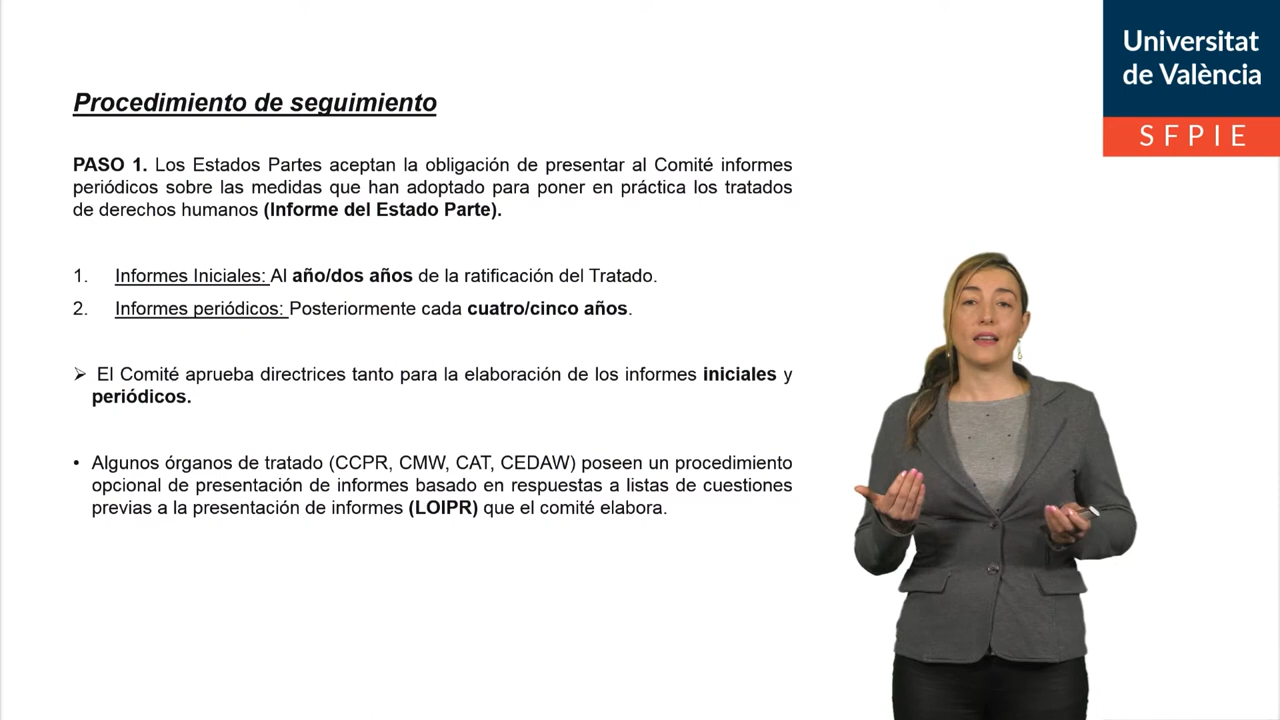 Universitat
de València
SFPIE
Procedimiento de seguimiento
PASO 1. Los Estados Partes aceptan la obligación de presentar al Comité informes
periódicos sobre las medidas que han adoptado para poner en práctica los tratados
de derechos humanos (Informe del Estado Parte).
1. Informes Iniciales: Al año/dos años de la ratificación del Tratado.
2. Informes periódicos: Posteriormente cada cuatro/cinco años.
➢ El Comité aprueba directrices tanto para la elaboración de los informes iniciales y
periódicos.
• Algunos órganos de tratado (CCPR, CMW, CAT, CEDAW) poseen un procedimiento
opcional de presentación de informes basado en respuestas a listas de cuestiones
previas a la presentación de informes (LOIPR) que el comité elabora.